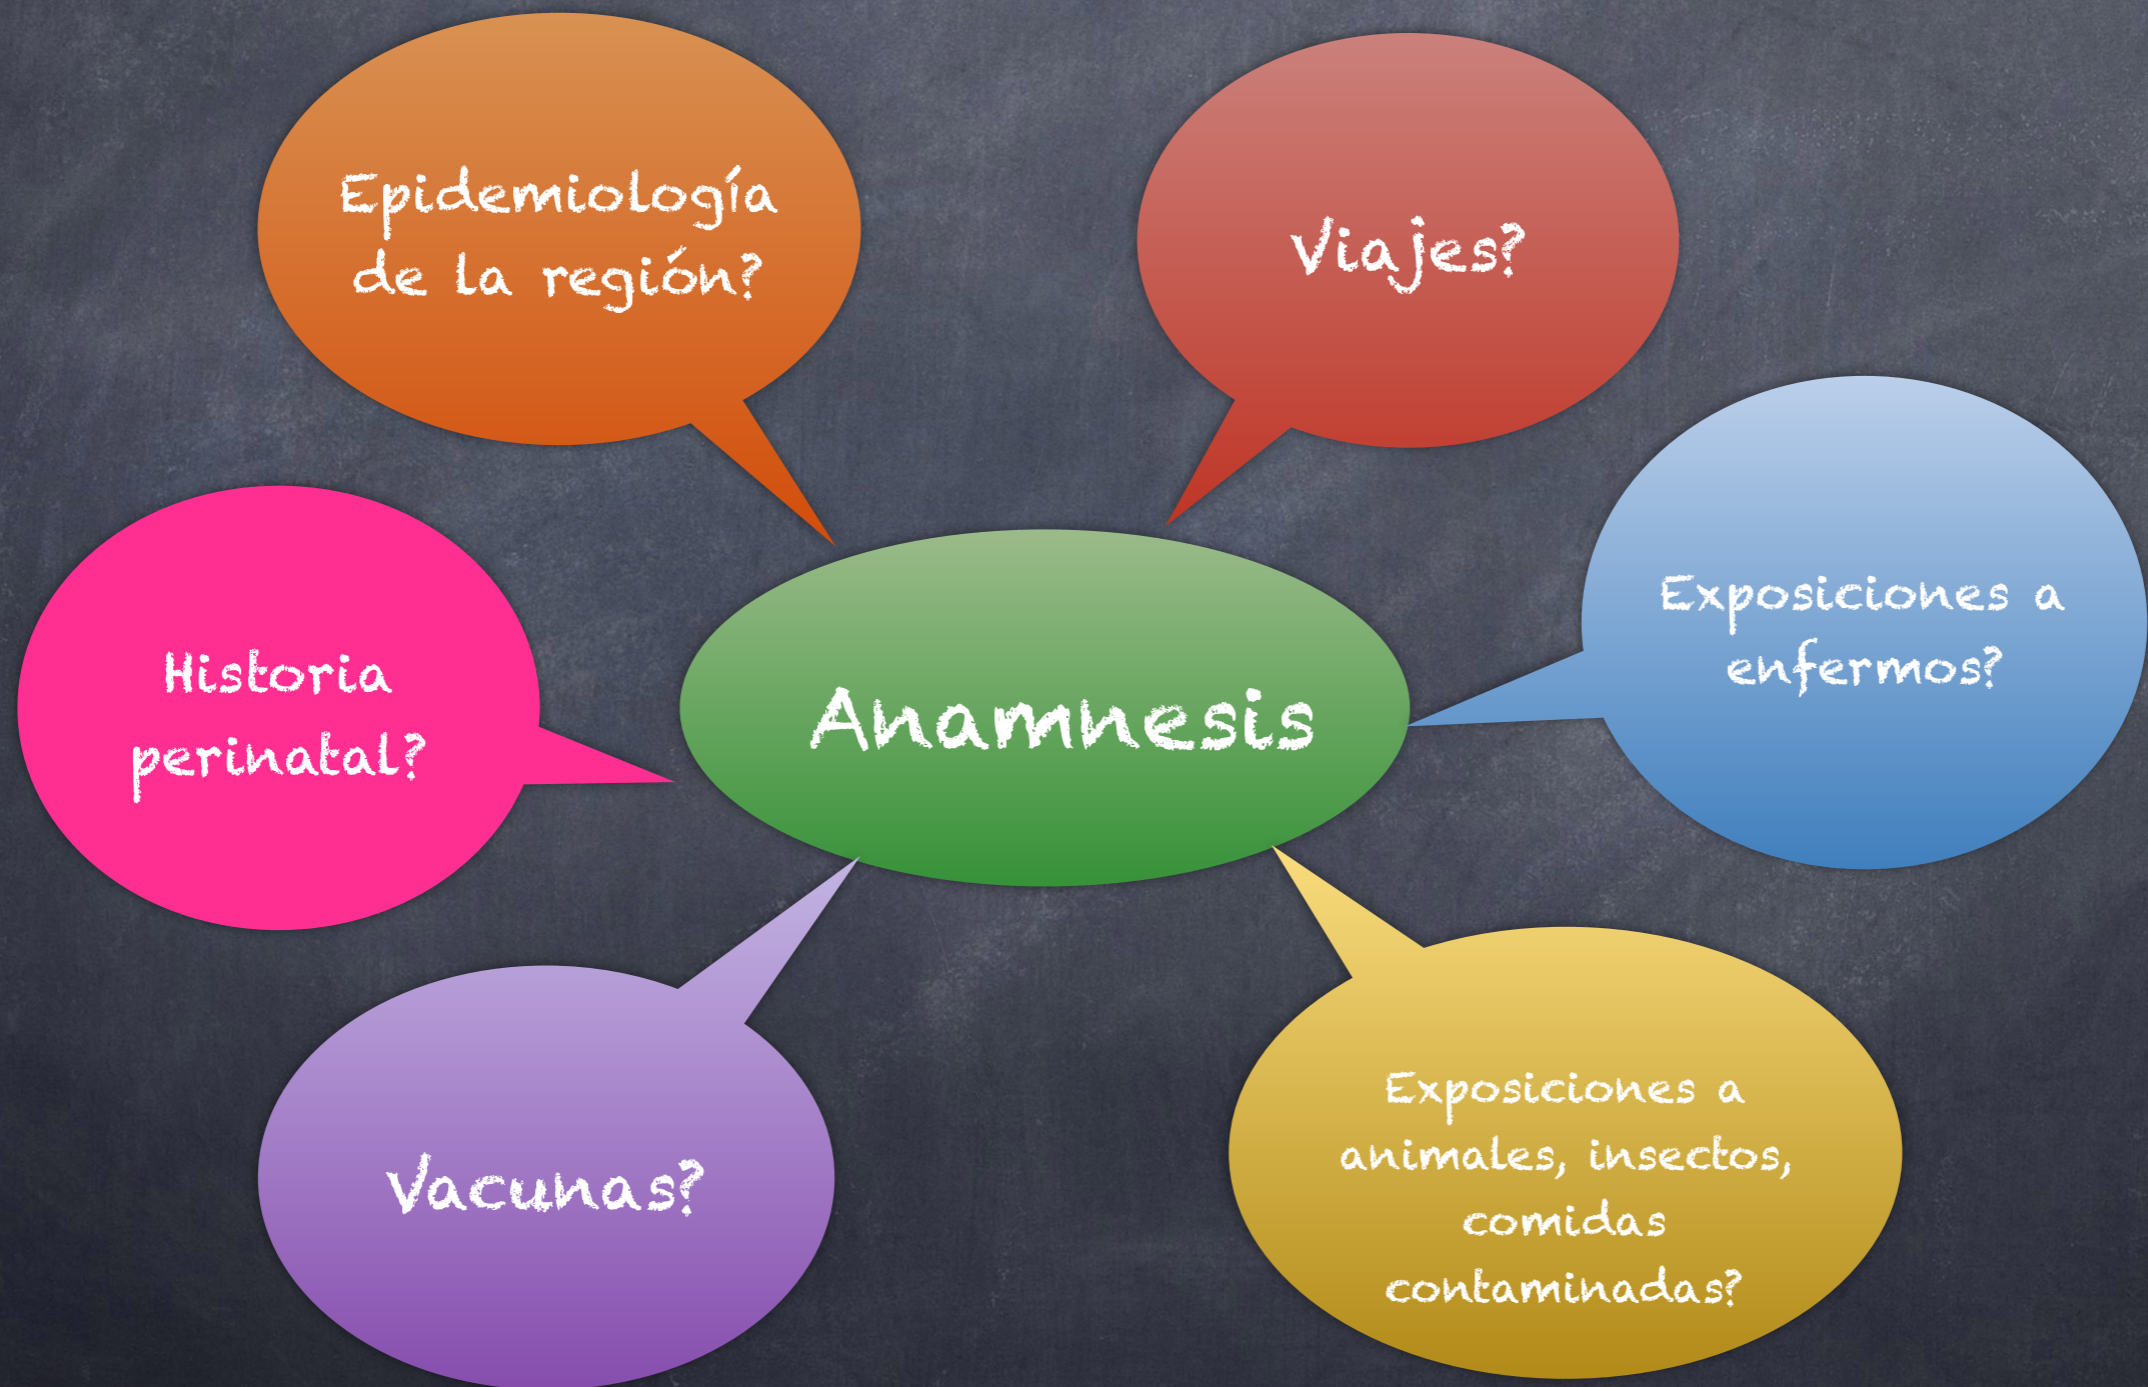 Epidemiología
de la región?
Viajes?
Exposiciones a
enfermos?
Historia
perinatal?
Anamnesis
Vacunas?
Exposiciones a
animales, insectos,
comidas
contaminadas?